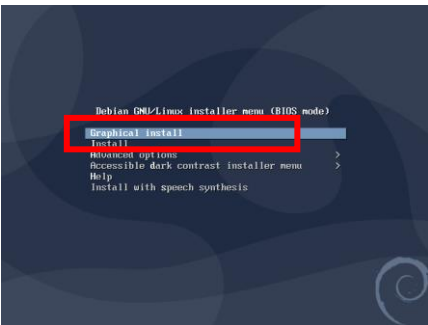 Debian GNU/Linux installer menu (BIOS mode)
Graphical install
Install
Advanced options >
Accessible dark contrast installer menu >
Help
Install with speech synthesis